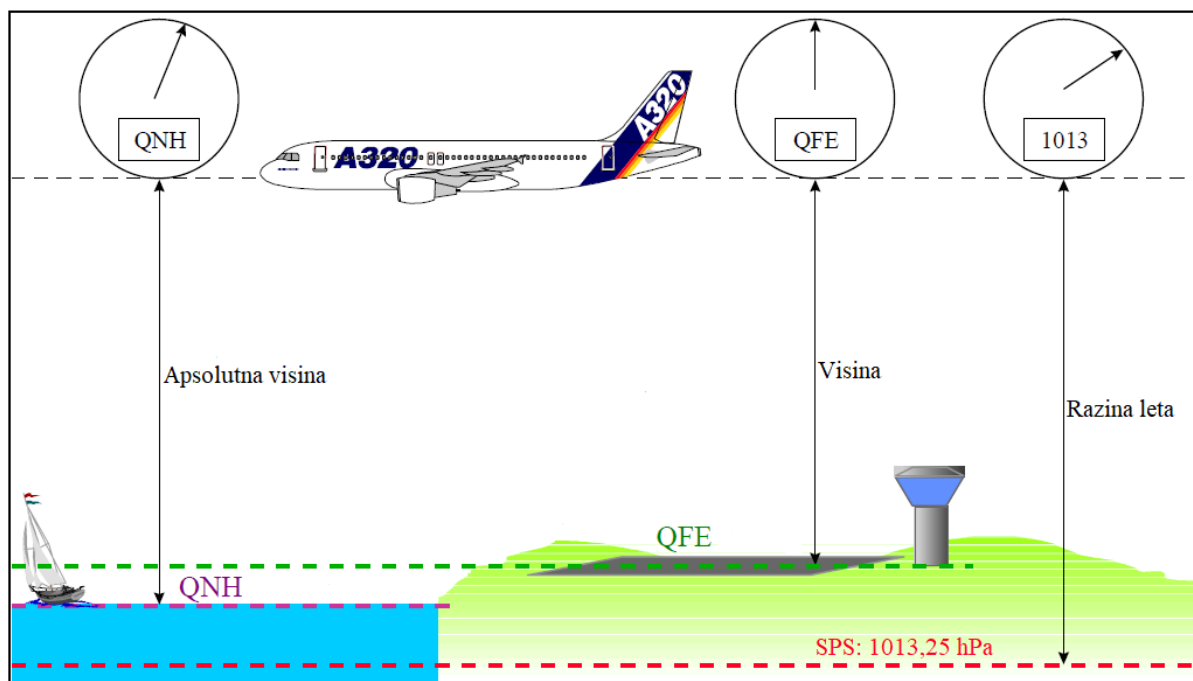 QNH
QFE
1013
A320
A320
Apsolutna visina
Visina
Razina leta
QFE
QNH
SPS: 1013,25 hPa